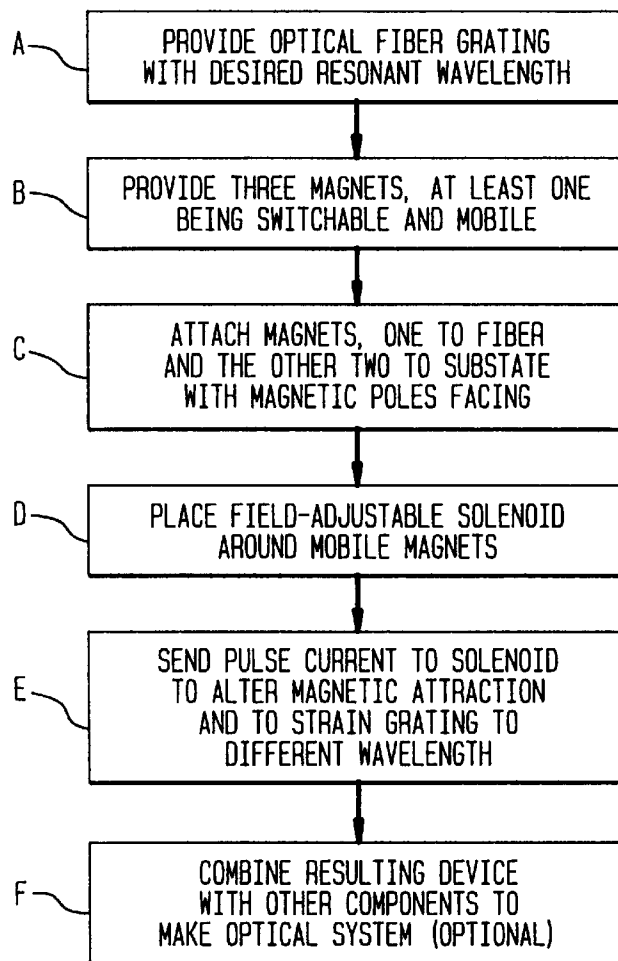 A
PROVIDE OPTICAL FIBER GRATING
WITH DESIRED RESONANT WAVELENGTH
B
PROVIDE THREE MAGNETS, AT LEAST ONE
BEING SWITCHABLE AND MOBILE
C
ATTACH MAGNETS, ONE TO FIBER
AND THE OTHER TWO TO SUBSTATE
WITH MAGNETIC POLES FACING
D
PLACE FIELD-ADJUSTABLE SOLENOID
AROUND MOBILE MAGNETS
E
SEND PULSE CURRENT TO SOLENOID
TO ALTER MAGNETIC ATTRACTION
AND TO STRAIN GRATING TO
DIFFERENT WAVELENGTH
F
COMBINE RESULTING DEVICE
WITH OTHER COMPONENTS TO
MAKE OPTICAL SYSTEM (OPTIONAL)